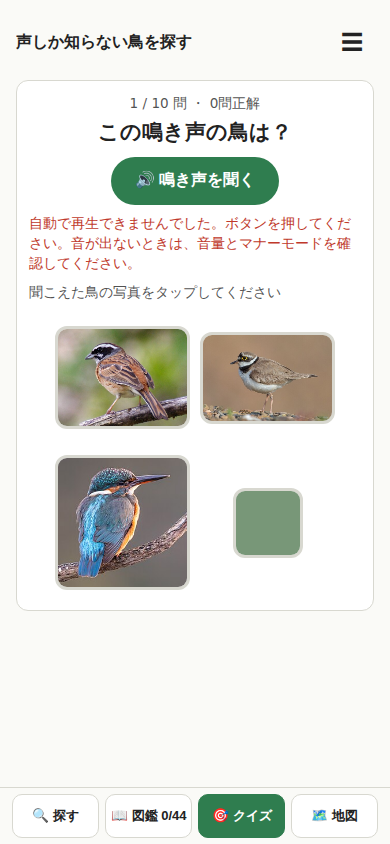 声しか知らない鳥を探す
1 / 10 問 ・ 0問正解
この鳴き声の鳥は？
鳴き声を聞く
自動で再生できませんでした。ボタンを押してくだ
さい。音が出ないときは、音量とマナーモードを確
認してください。
聞こえた鳥の写真をタップしてください
探す
図鑑 0/44
クイズ
地図